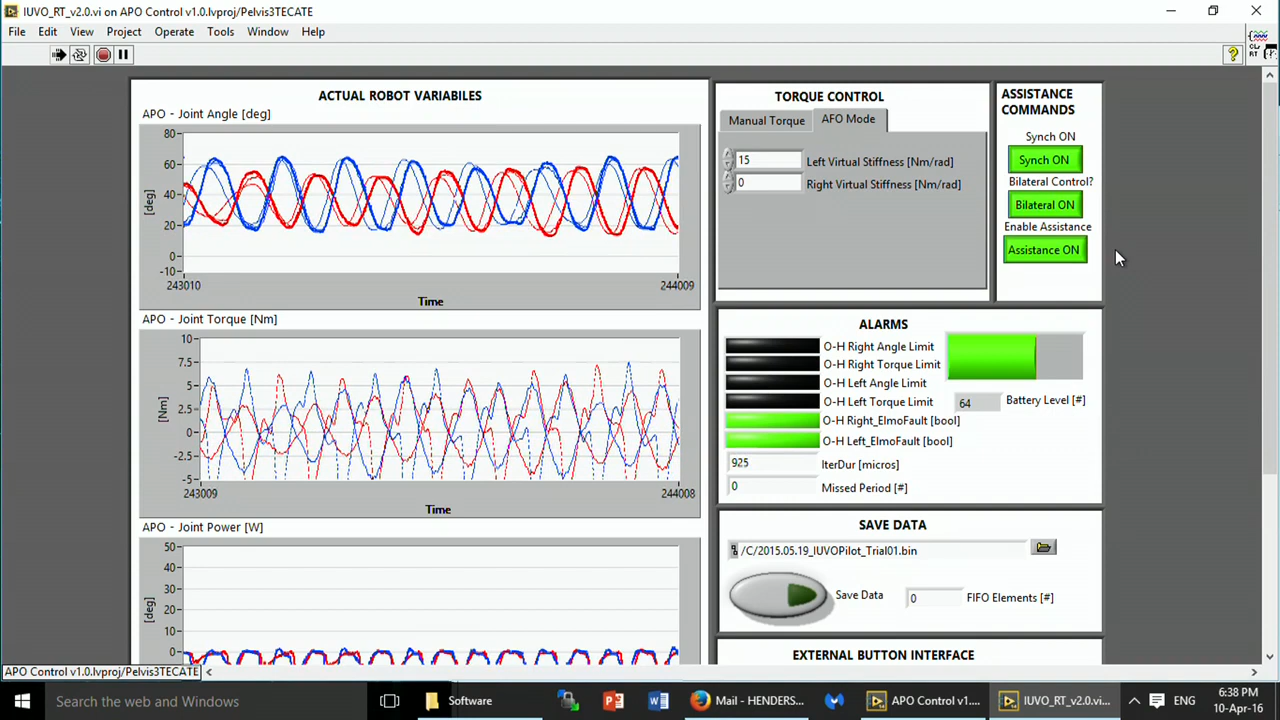 IUVO_RT_v2.0.vi on APO Control v1.0.lvproj/Pelvis3TECATE
File Edit View Project Operate Tools Window Help
ACTUAL ROBOT VARIABILES
APO - Joint Angle [deg]
80
60
40
20
0
-10
[deg]
243010
244009
Time
APO - Joint Torque [Nm]
10
7.5
5
2.5
0
-2.5
-5
[Nm]
243009
244008
Time
APO - Joint Power [W]
50
40
30
20
10
0
[deg]
TORQUE CONTROL
Manual Torque
AFO Mode
15 Left Virtual Stiffness [Nm/rad]
0 Right Virtual Stiffness [Nm/rad]
ASSISTANCE
COMMANDS
Synch ON
Synch ON
Bilateral Control?
Bilateral ON
Enable Assistance
Assistance ON
ALARMS
O-H Right Angle Limit
O-H Right Torque Limit
O-H Left Angle Limit
O-H Left Torque Limit
O-H Right_ElmoFault [bool]
O-H Left_ElmoFault [bool]
925 IterDur [micros]
0 Missed Period [#]
64 Battery Level [#]
SAVE DATA
/C/2015.05.19_IUVOPilot_Trial01.bin
Save Data
0 FIFO Elements [#]
EXTERNAL BUTTON INTERFACE
APO Control v1.0.lvproj/Pelvis3TECATE
Search the web and Windows
Software
Mail - HENDERS...
APO Control v1....
IUVO_RT_v2.0.vi...
ENG
6:38 PM
10-Apr-16